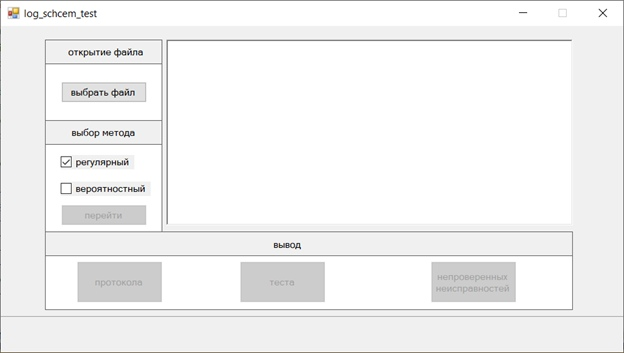 log_schcem_test
открытие файла
выбрать файл
выбор метода
регулярный
вероятностный
перейти
вывод
протокола
теста
непроверенных
неисправностей